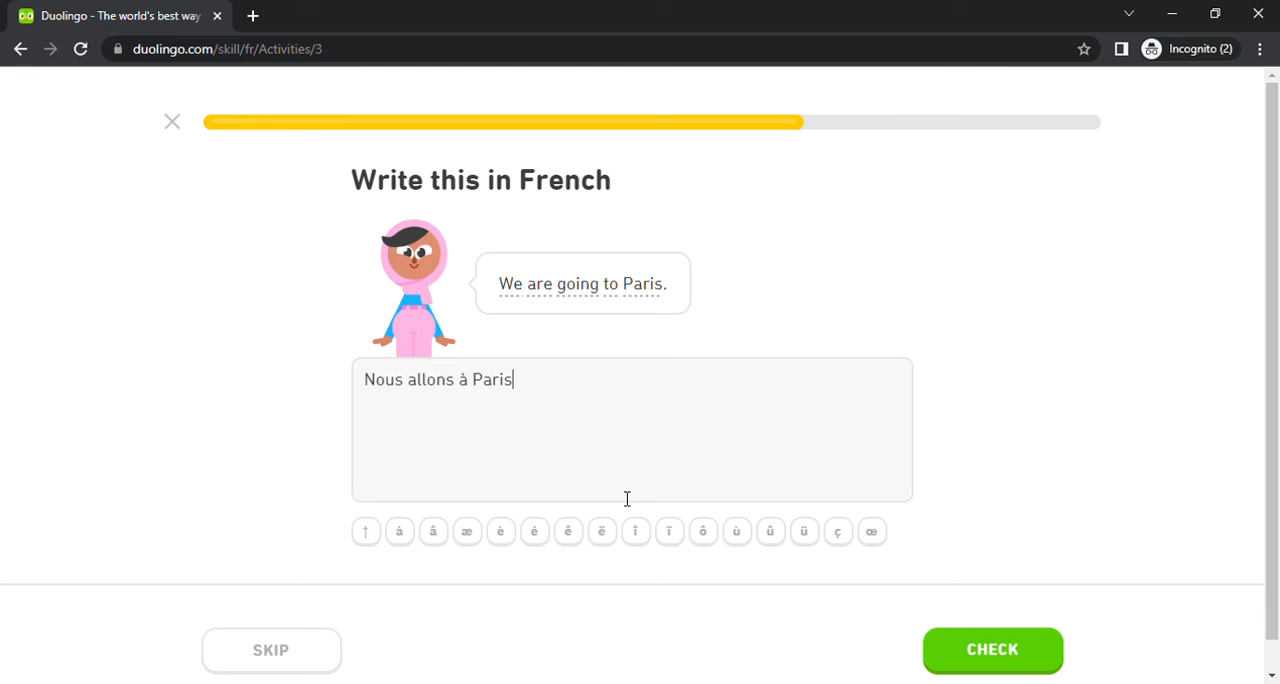 Duolingo - The world's best way
duolingo.com/skill/fr/Activities/3
Incognito (2)
Write this in French
We are going to Paris.
Nous allons à Paris
↑ à â æ è é ê ë î ï ô ù û ü ç œ
SKIP
CHECK